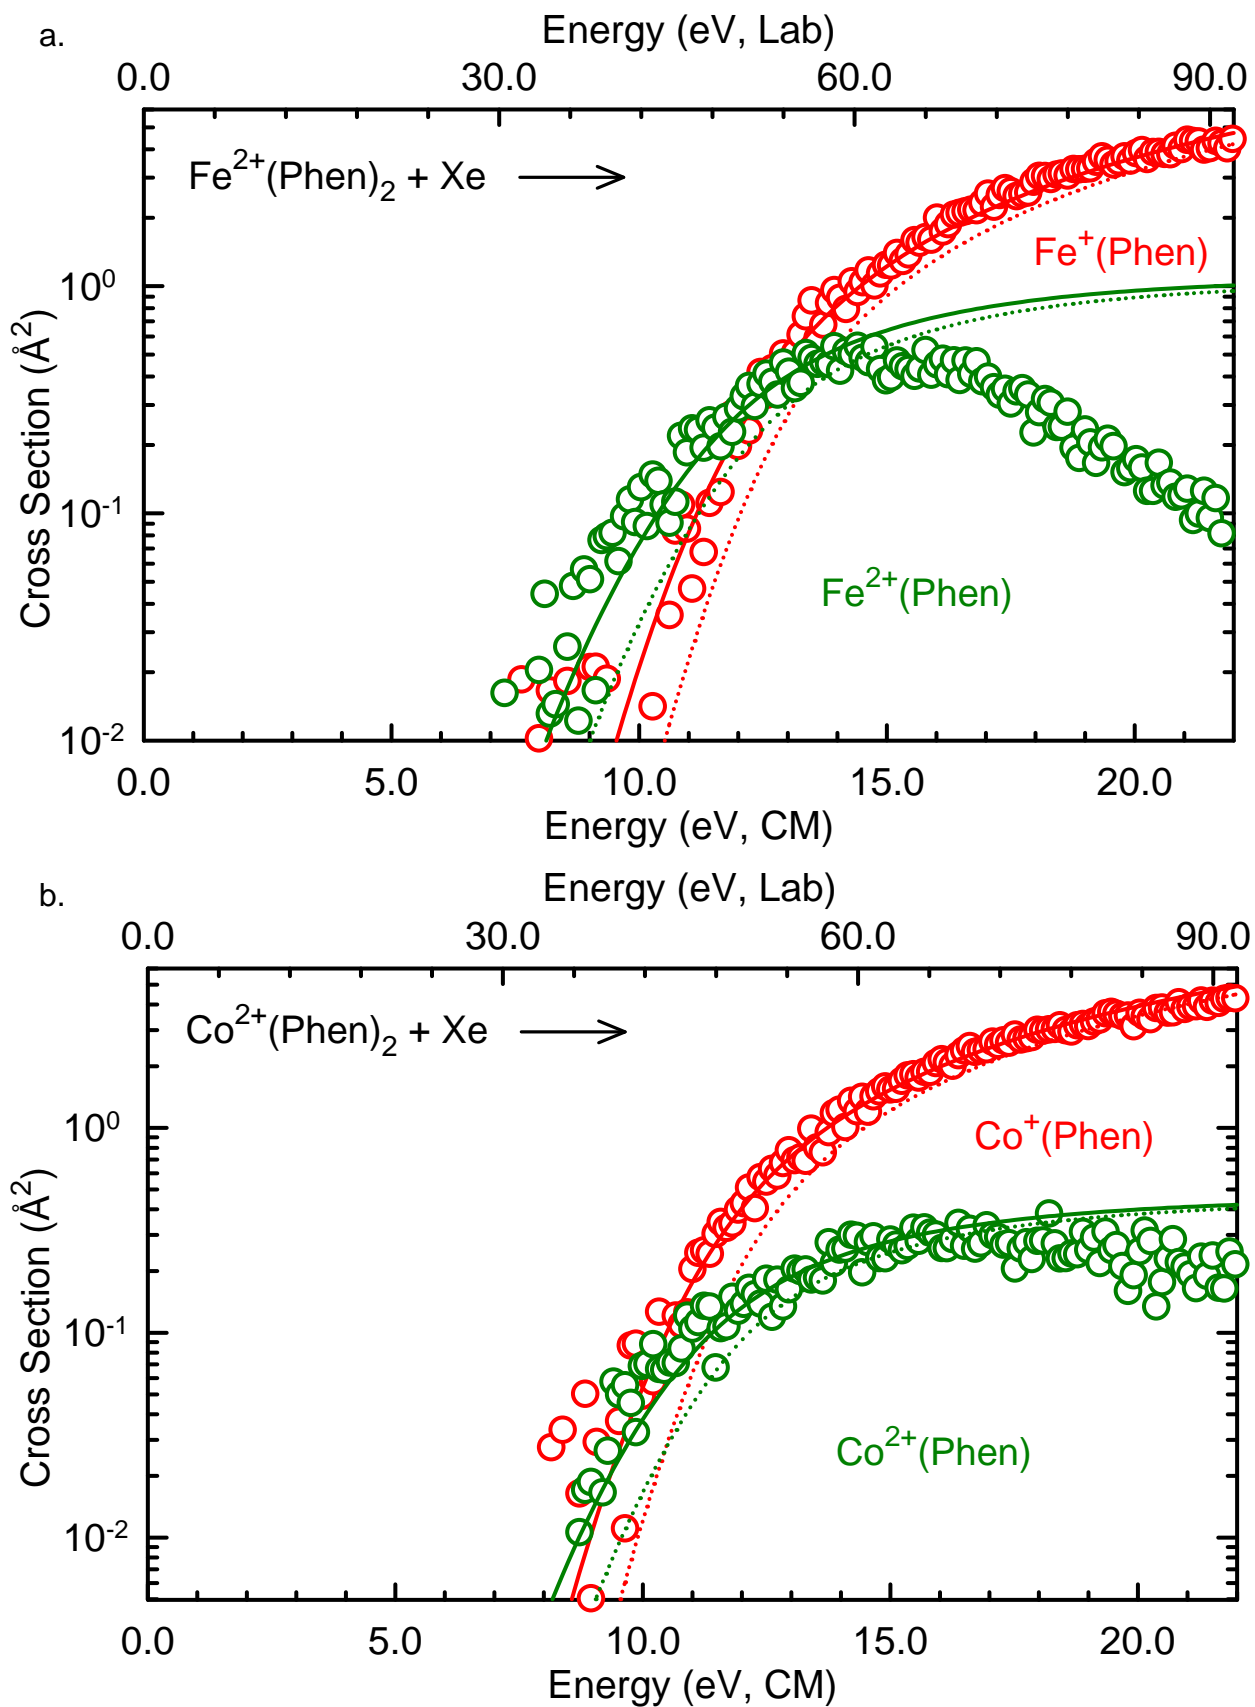 a.
Energy (eV, Lab)
0.0 30.0 60.0 90.0
Fe²⁺(Phen)₂ + Xe ⟶
Fe⁺(Phen)
Fe²⁺(Phen)
10⁰
10⁻¹
10⁻²
Cross Section (Å²)
0.0 5.0 10.0 15.0 20.0
Energy (eV, CM)
b.
Energy (eV, Lab)
0.0 30.0 60.0 90.0
Co²⁺(Phen)₂ + Xe ⟶
Co⁺(Phen)
Co²⁺(Phen)
10⁰
10⁻¹
10⁻²
Cross Section (Å²)
0.0 5.0 10.0 15.0 20.0
Energy (eV, CM)